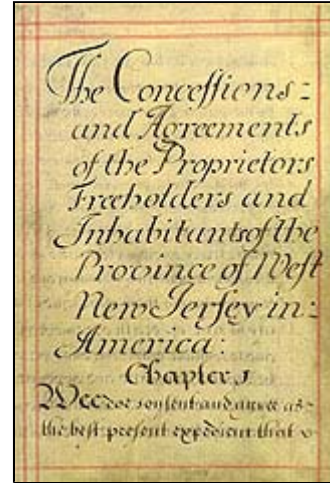 The Conceſſions:
and Agreements
of the Proprietors
Freeholders and
Inhabitants of the
Province of Weſt
New Jerſey in:
America:
Chapter 1
Wee doe conſent and agree as
the beſt preſent expedient that